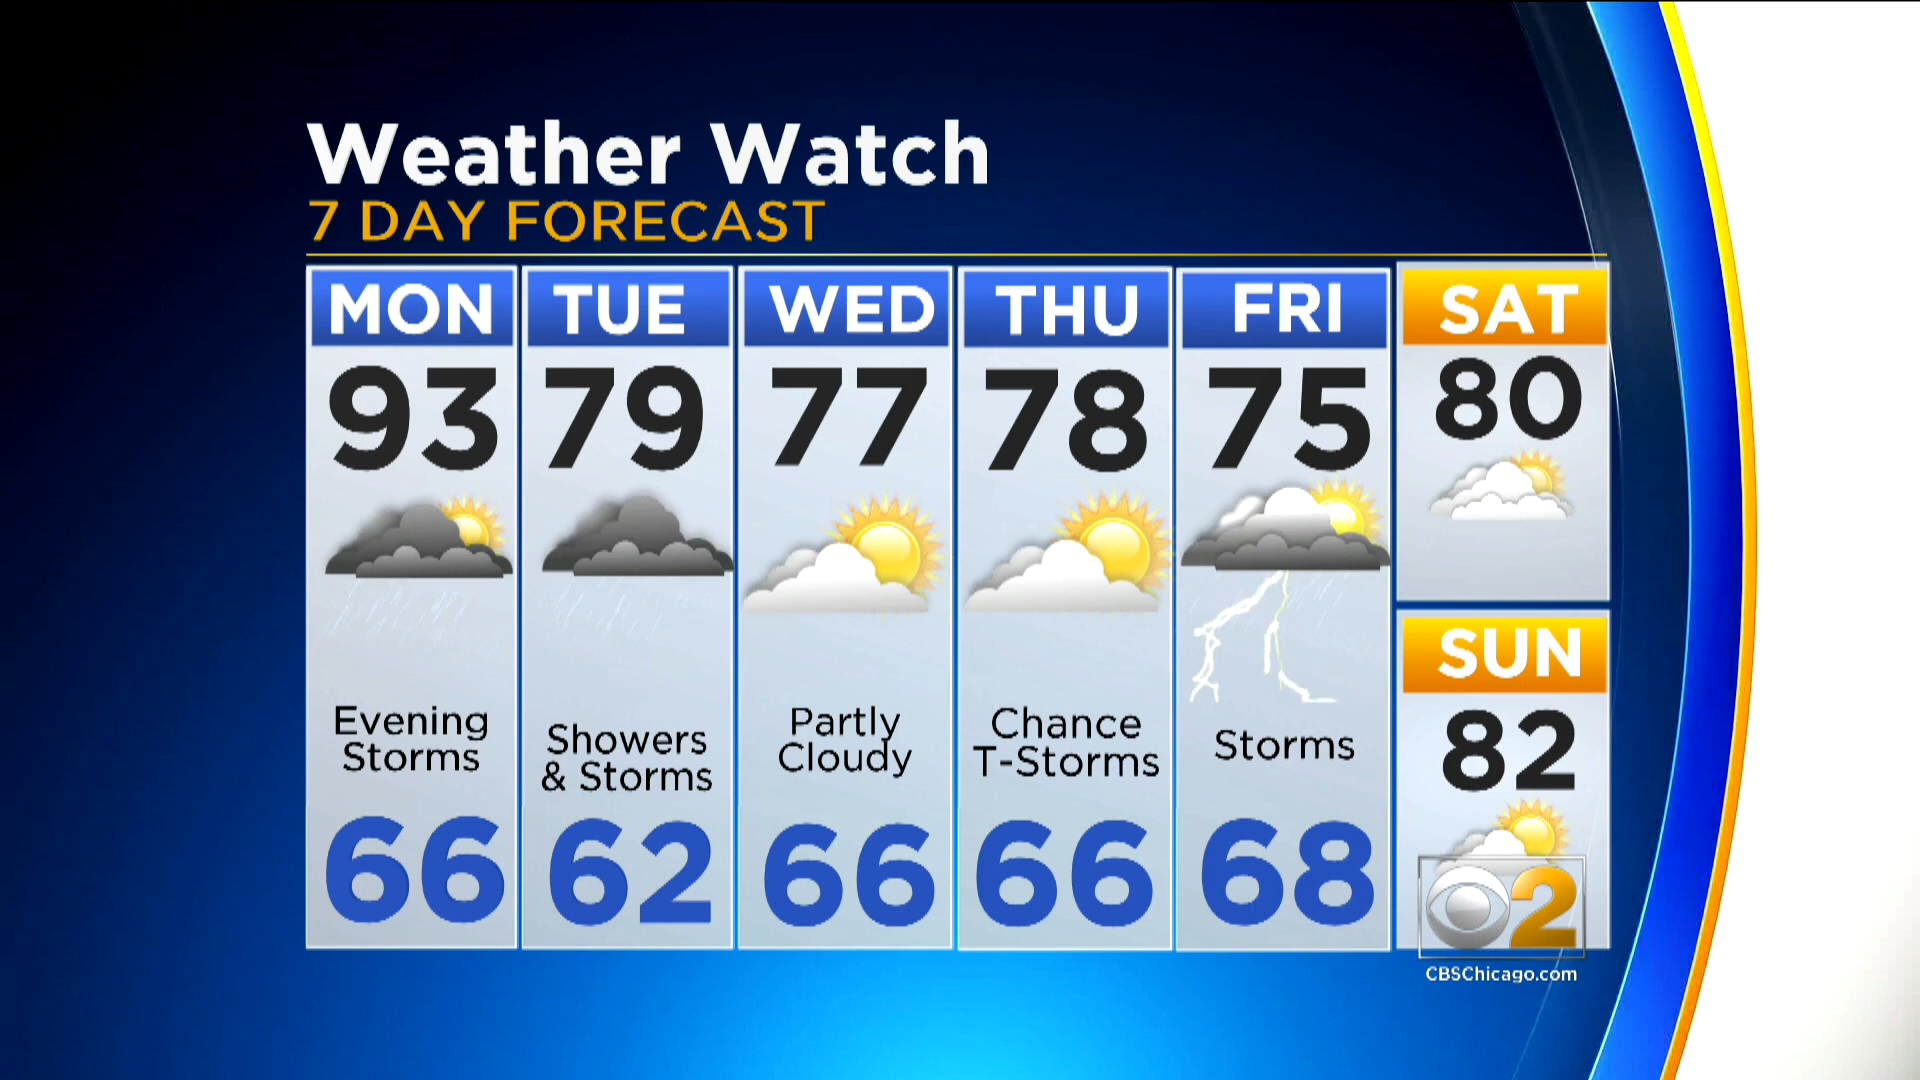 Weather Watch
7 DAY FORECAST
MON
93
Evening
Storms
66
TUE
79
Showers
& Storms
62
WED
77
Partly
Cloudy
66
THU
78
Chance
T-Storms
66
FRI
75
Storms
68
SAT
80
SUN
82
2
CBSChicago.com